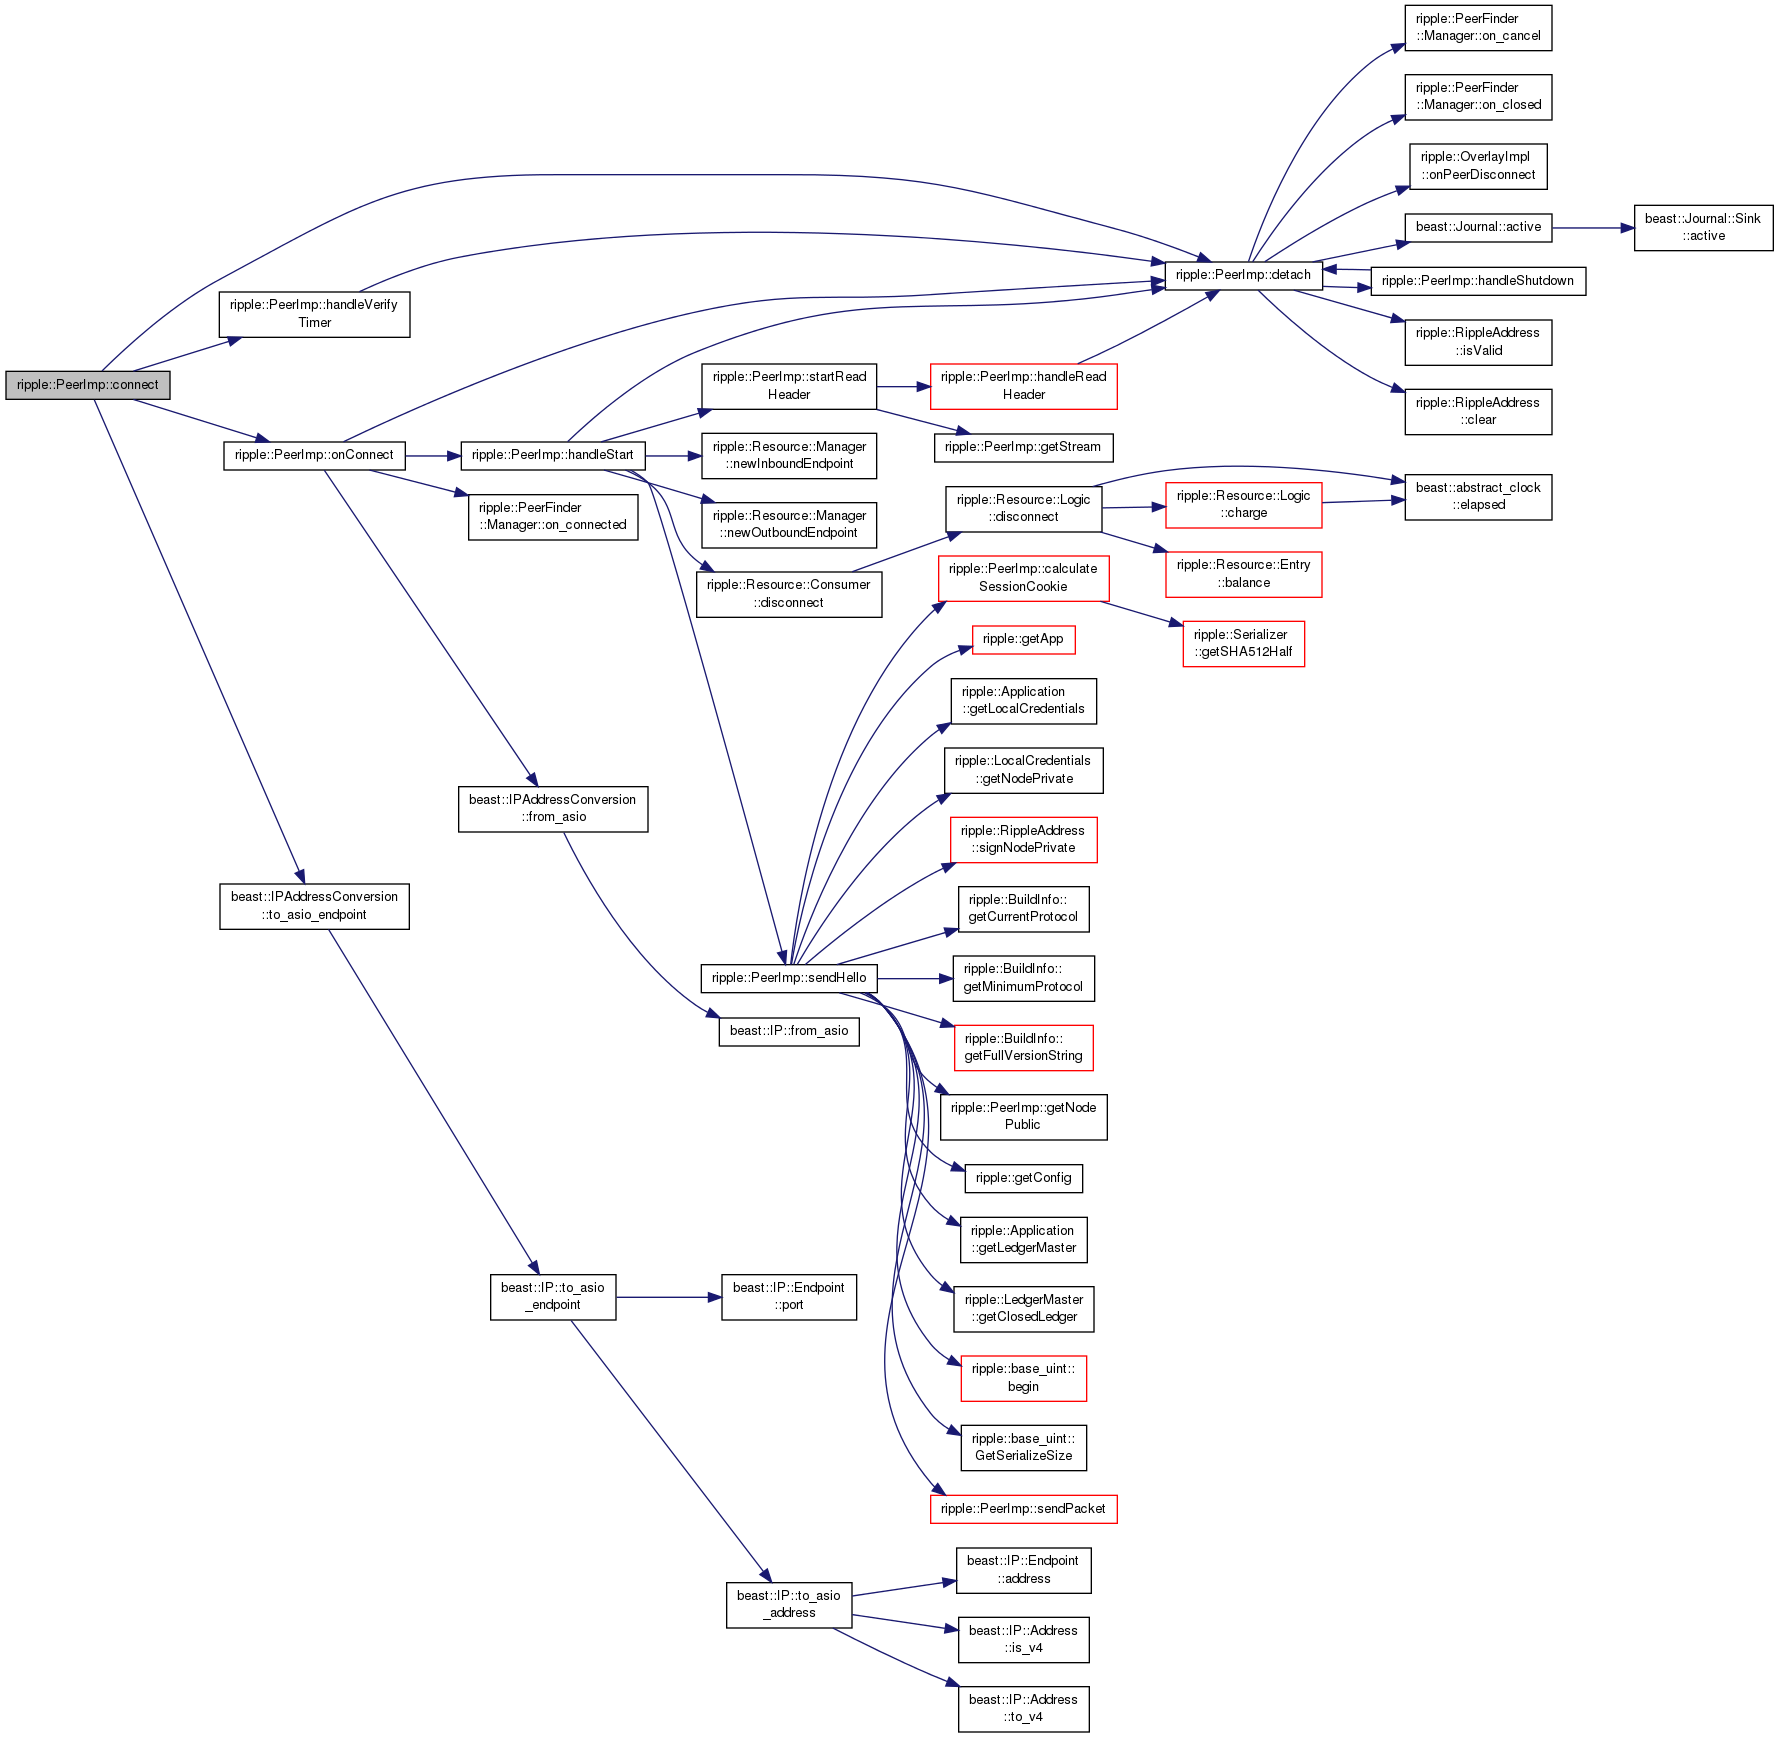 ripple::PeerImp::connect
ripple::PeerImp::handleVerify
Timer
ripple::PeerImp::onConnect
beast::IPAddressConversion
::to_asio_endpoint
ripple::PeerImp::handleStart
ripple::PeerFinder
::Manager::on_connected
beast::IPAddressConversion
::from_asio
beast::IP::to_asio
_endpoint
ripple::PeerImp::startRead
Header
ripple::Resource::Manager
::newInboundEndpoint
ripple::Resource::Manager
::newOutboundEndpoint
ripple::Resource::Consumer
::disconnect
ripple::PeerImp::sendHello
beast::IP::from_asio
beast::IP::Endpoint
::port
beast::IP::to_asio
_address
ripple::PeerImp::handleRead
Header
ripple::PeerImp::getStream
ripple::Resource::Logic
::disconnect
ripple::PeerImp::calculate
SessionCookie
ripple::getApp
ripple::Application
::getLocalCredentials
ripple::LocalCredentials
::getNodePrivate
ripple::RippleAddress
::signNodePrivate
ripple::BuildInfo::
getCurrentProtocol
ripple::BuildInfo::
getMinimumProtocol
ripple::BuildInfo::
getFullVersionString
ripple::PeerImp::getNode
Public
ripple::getConfig
ripple::Application
::getLedgerMaster
ripple::LedgerMaster
::getClosedLedger
ripple::base_uint::
begin
ripple::base_uint::
GetSerializeSize
ripple::PeerImp::sendPacket
beast::IP::Endpoint
::address
beast::IP::Address
::is_v4
beast::IP::Address
::to_v4
ripple::PeerImp::detach
ripple::Resource::Logic
::charge
ripple::Resource::Entry
::balance
ripple::Serializer
::getSHA512Half
ripple::PeerFinder
::Manager::on_cancel
ripple::PeerFinder
::Manager::on_closed
ripple::OverlayImpl
::onPeerDisconnect
beast::Journal::active
ripple::PeerImp::handleShutdown
ripple::RippleAddress
::isValid
ripple::RippleAddress
::clear
beast::abstract_clock
::elapsed
beast::Journal::Sink
::active